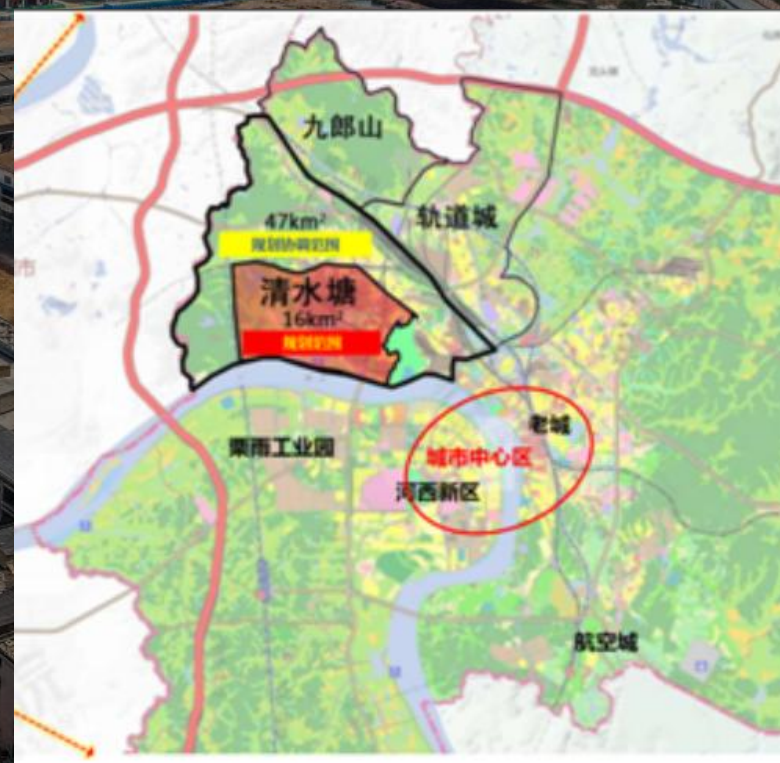 九郎山
轨道城
47km²
规划协调范围
清水塘
16km²
规划范围
老城
城市中心区
栗雨工业园
河西新区
航空城
市